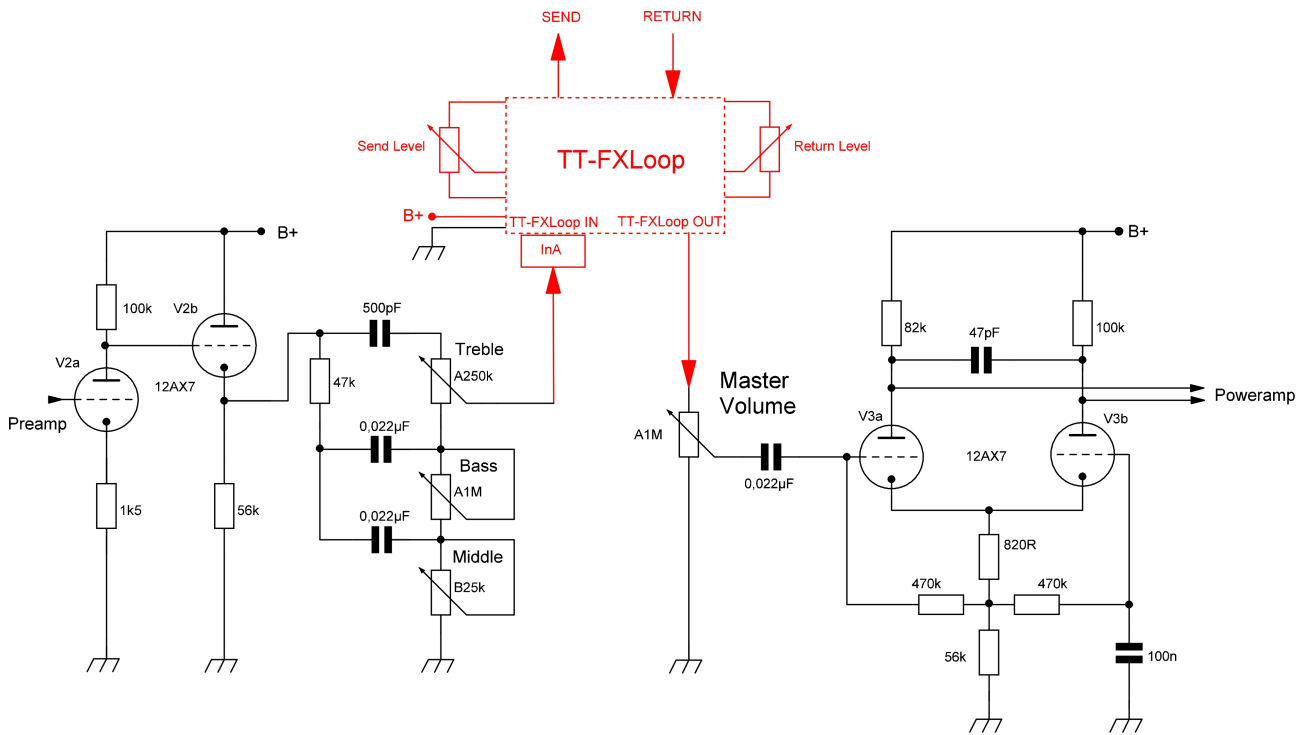 SEND
RETURN
Send Level
TT-FXLoop
Return Level
B+
TT-FXLoop IN
TT-FXLoop OUT
InA
B+
B+
100k
V2b
500pF
82k
47pF
100k
V2a
12AX7
Treble
A250k
47k
Master
Volume
Poweramp
Preamp
0,022µF
A1M
V3a
V3b
12AX7
Bass
A1M
0,022µF
1k5
56k
0,022µF
820R
Middle
B25k
470k
470k
56k
100n